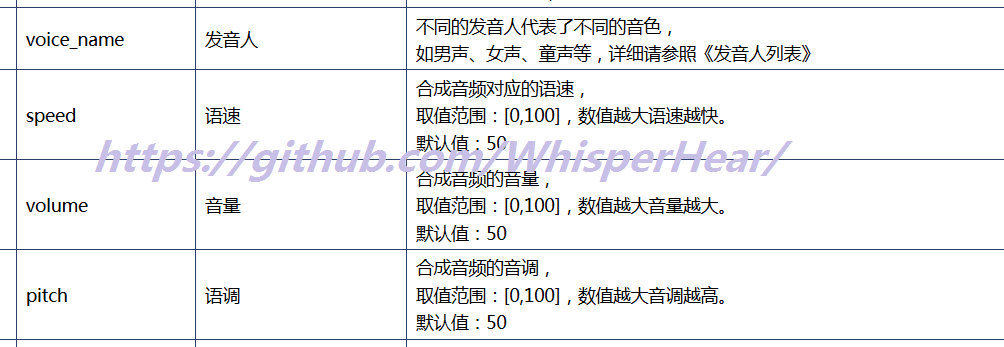 voice_name
发音人
不同的发音人代表了不同的音色，
如男声、女声、童声等，详细请参照《发音人列表》
speed
语速
合成音频对应的语速，
取值范围：[0,100]，数值越大语速越快。
默认值：50
https://github.com/WhisperHear/
volume
音量
合成音频的音量，
取值范围：[0,100]，数值越大音量越大。
默认值：50
pitch
语调
合成音频的音调，
取值范围：[0,100]，数值越大音调越高。
默认值：50